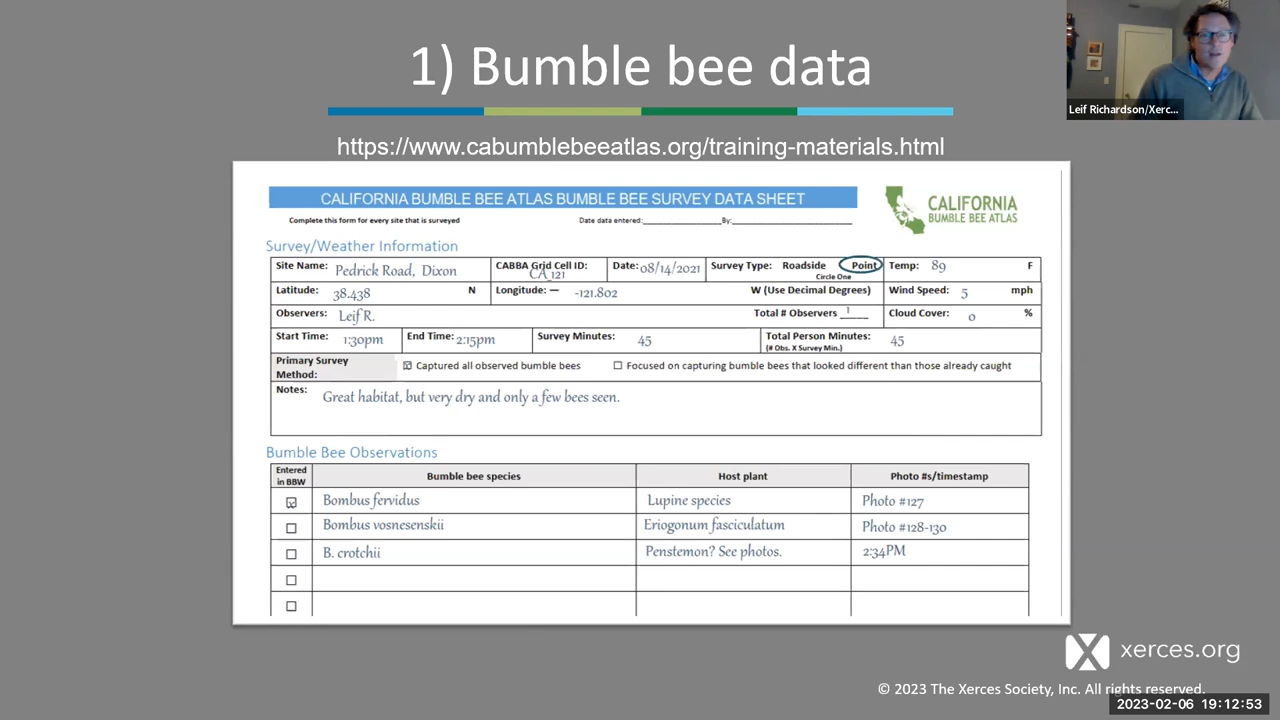 1) Bumble bee data
Leif Richardson/Xerc...
https://www.cabumblebeeatlas.org/training-materials.html
CALIFORNIA BUMBLE BEE ATLAS BUMBLE BEE SURVEY DATA SHEET
CALIFORNIA
BUMBLE BEE ATLAS
Complete this form for every site that is surveyed Date data entered:____________________By:______________________________
Survey/Weather Information
Site Name: Pedrick Road, Dixon CABBA Grid Cell ID: CA_121 Date: 08/14/2021 Survey Type: Roadside Point Circle One Temp: 89 F
Latitude: 38.438 N Longitude: — -121.802 W (Use Decimal Degrees) Wind Speed: 5 mph
Observers: Leif R. Total # Observers 1 Cloud Cover: 0 %
Start Time: 1:30pm End Time: 2:15pm Survey Minutes: 45 Total Person Minutes: 45
(# Obs. X Survey Min.)
Primary Survey Method: ☒ Captured all observed bumble bees ☐ Focused on capturing bumble bees that looked different than those already caught
Notes: Great habitat, but very dry and only a few bees seen.
Bumble Bee Observations
Entered in BBW Bumble bee species Host plant Photo #s/timestamp
Bombus fervidus Lupine species Photo #127
Bombus vosnesenskii Eriogonum fasciculatum Photo #128-130
B. crotchii Penstemon? See photos. 2:34PM
xerces.org
© 2023 The Xerces Society, Inc. All rights reserved.
2023-02-06 19:12:53